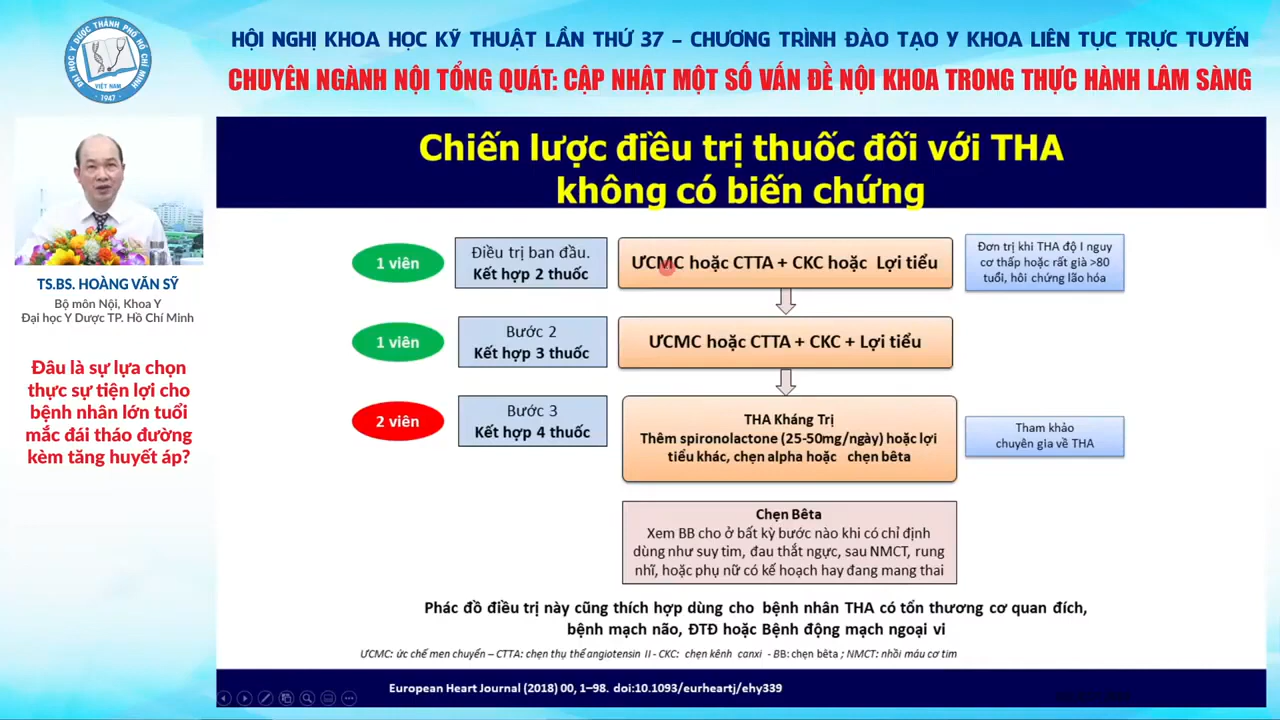 ĐẠI HỌC Y DƯỢC THÀNH PHỐ HỒ CHÍ MINH
VIỆT NAM
1947
HỘI NGHỊ KHOA HỌC KỸ THUẬT LẦN THỨ 37 – CHƯƠNG TRÌNH ĐÀO TẠO Y KHOA LIÊN TỤC TRỰC TUYẾN
CHUYÊN NGÀNH NỘI TỔNG QUÁT: CẬP NHẬT MỘT SỐ VẤN ĐỀ NỘI KHOA TRONG THỰC HÀNH LÂM SÀNG
TS.BS. HOÀNG VĂN SỸ
Bộ môn Nội, Khoa Y
Đại học Y Dược TP. Hồ Chí Minh
Đâu là sự lựa chọn
thực sự tiện lợi cho
bệnh nhân lớn tuổi
mắc đái tháo đường
kèm tăng huyết áp?
Chiến lược điều trị thuốc đối với THA
không có biến chứng
1 viên
Điều trị ban đầu.
Kết hợp 2 thuốc
ƯCMC hoặc CTTA + CKC hoặc Lợi tiểu
Đơn trị khi THA độ I nguy
cơ thấp hoặc rất già >80
tuổi, hôi chứng lão hóa
1 viên
Bước 2
Kết hợp 3 thuốc
ƯCMC hoặc CTTA + CKC + Lợi tiểu
2 viên
Bước 3
Kết hợp 4 thuốc
THA Kháng Trị
Thêm spironolactone (25-50mg/ngày) hoặc lợi
tiểu khác, chẹn alpha hoặc chẹn bêta
Tham khảo
chuyên gia về THA
Chẹn Bêta
Xem BB cho ở bất kỳ bước nào khi có chỉ định
dùng như suy tim, đau thắt ngực, sau NMCT, rung
nhĩ, hoặc phụ nữ có kế hoạch hay đang mang thai
Phác đồ điều trị này cũng thích hợp dùng cho bệnh nhân THA có tổn thương cơ quan đích,
bệnh mạch não, ĐTĐ hoặc Bệnh động mạch ngoại vi
ƯCMC: ức chế men chuyển – CTTA: chẹn thụ thể angiotensin II - CKC: chẹn kênh canxi - BB: chẹn bêta ; NMCT: nhồi máu cơ tim
European Heart Journal (2018) 00, 1–98. doi:10.1093/eurheartj/ehy339